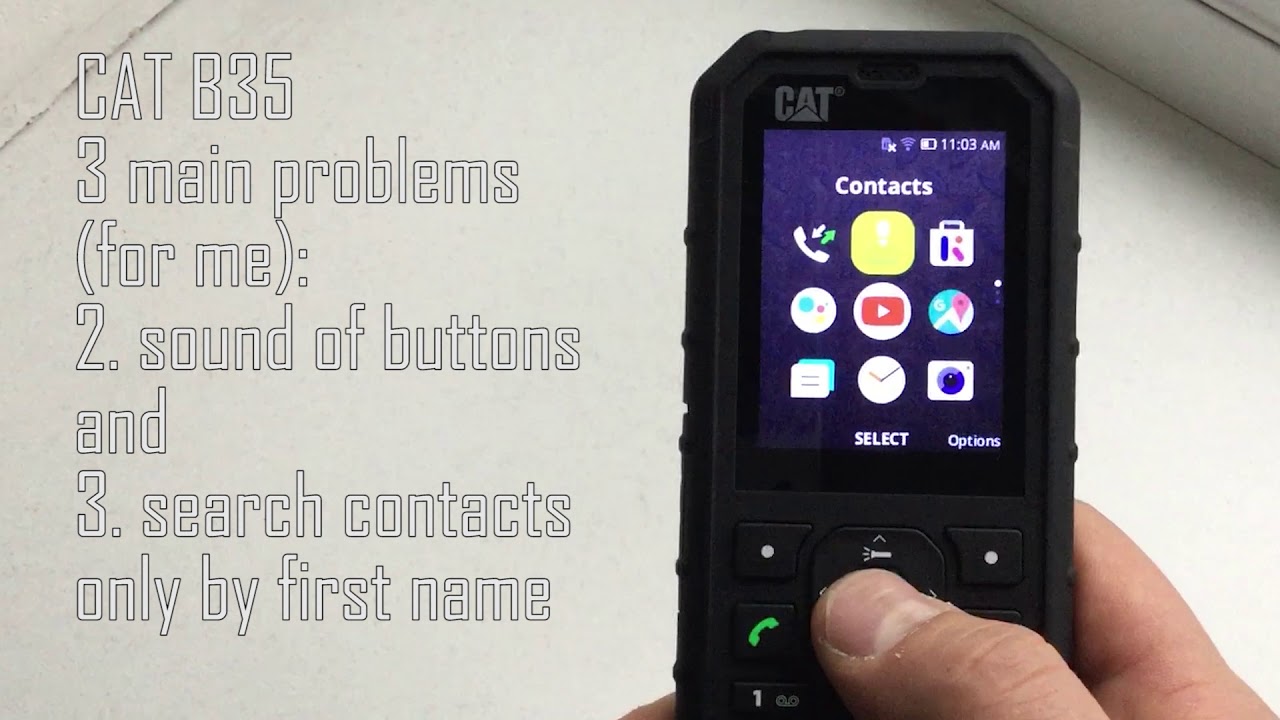 CAT B35
3 main problems
(for me):
2. sound of buttons
and
3. search contacts
only by first name
CAT®
11:03 AM
Contacts
G
SELECT
Options
1